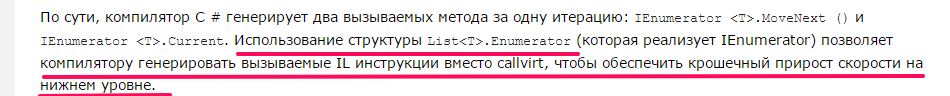 По сути, компилятор C # генерирует два вызываемых метода за одну итерацию: IEnumerator <T>.MoveNext () и
IEnumerator <T>.Current. Использование структуры List<T>.Enumerator (которая реализует IEnumerator) позволяет
компилятору генерировать вызываемые IL инструкции вместо callvirt, чтобы обеспечить крошечный прирост скорости на
нижнем уровне.